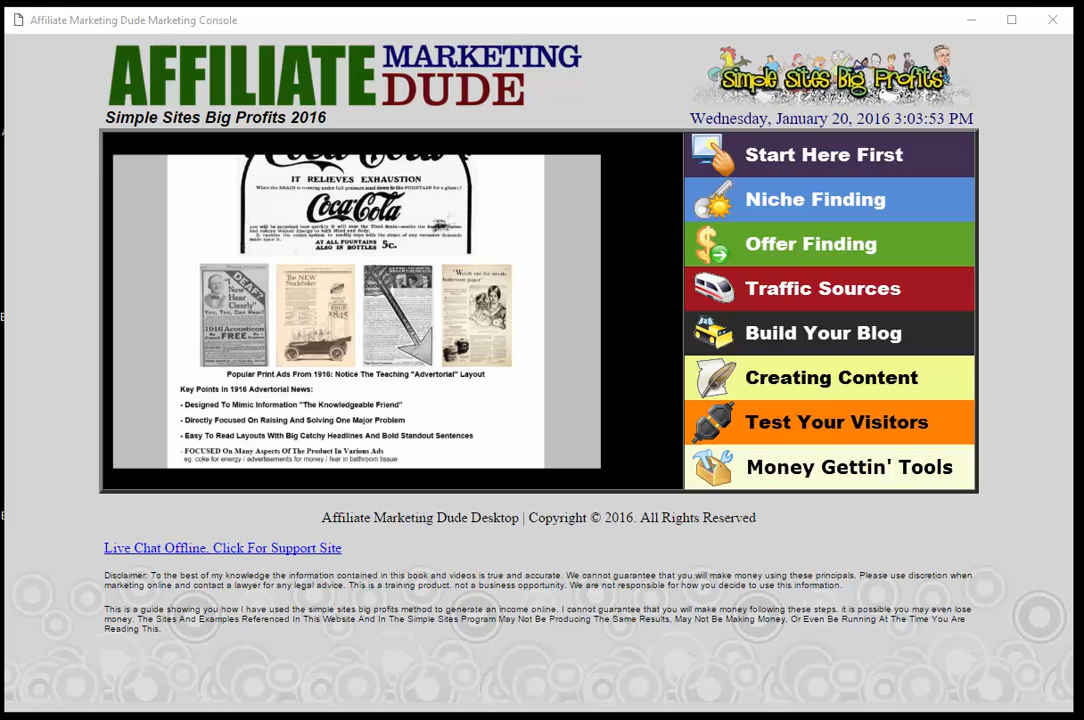 Affiliate Marketing Dude Marketing Console
AFFILIATE MARKETING DUDE
Simple Sites Big Profits 2016
Simple Sites Big Profits
Wednesday, January 20, 2016 3:03:53 PM
Coca-Cola
IT RELIEVES EXHAUSTION
Coca-Cola
AT ALL FOUNTAINS
ALSO IN BOTTLES 5c.
DEAF?
"Now
Hear
Clearly"
The NEW
Studebaker
Popular Print Ads From 1916: Notice The Teaching "Advertorial" Layout
Key Points In 1916 Advertorial News:
- Designed To Mimic Information "The Knowledgeable Friend"
- Directly Focused On Raising And Solving One Major Problem
- Easy To Read Layouts With Big Catchy Headlines And Bold Standout Sentences
- FOCUSED On Many Aspects Of The Product In Various Ads
eg. coke for energy / advertisements for money / fear in bathroom tissue
Start Here First
Niche Finding
Offer Finding
Traffic Sources
Build Your Blog
Creating Content
Test Your Visitors
Money Gettin' Tools
Affiliate Marketing Dude Desktop | Copyright © 2016. All Rights Reserved
Live Chat Offline, Click For Support Site
Disclaimer: To the best of my knowledge the information contained in this book and videos is true and accurate. We cannot guarantee that you will make money using these principals. Please use discretion when
marketing online and contact a lawyer for any legal advice. This is a training product. not a business opportunity. We are not responsible for how you decide to use this information.
This is a guide showing you how I have used the simple sites big profits method to generate an income online. I cannot guarantee that you will make money following these steps. it is possible you may even lose
money. The Sites And Examples Referenced In This Website And In The Simple Sites Program May Not Be Producing The Same Results, May Not Be Making Money, Or Even Be Running At The Time You Are
Reading This.